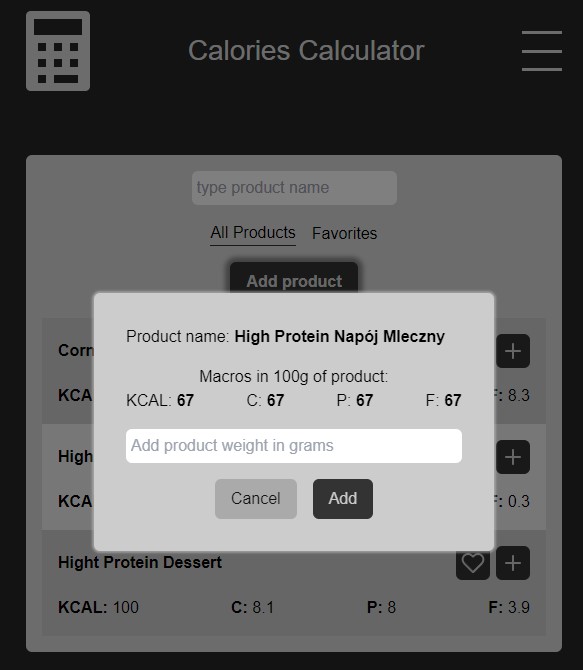 Calories Calculator
type product name
All Products Favorites
Add product
Product name: High Protein Napój Mleczny
Macros in 100g of product:
KCAL: 67 C: 67 P: 67 F: 67
Add product weight in grams
Cancel Add
Corn
KCA F: 8.3
High
KCA F: 0.3
Hight Protein Dessert
KCAL: 100 C: 8.1 P: 8 F: 3.9